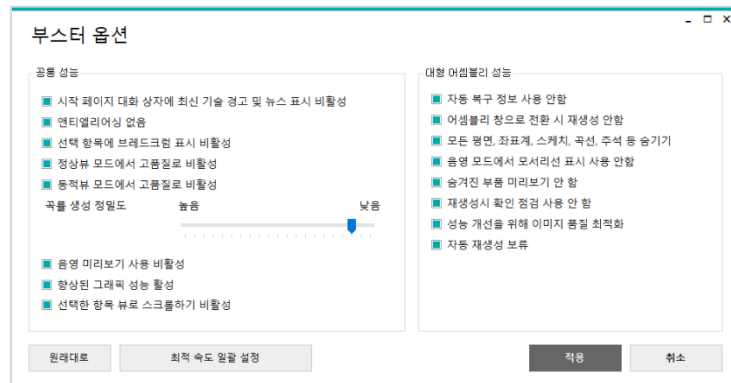 부스터 옵션
공통 성능
시작 페이지 대화 상자에 최신 기술 경고 및 뉴스 표시 비활성
앤티엘리어싱 없음
선택 항목에 브레드크럼 표시 비활성
정상뷰 모드에서 고품질로 비활성
동적뷰 모드에서 고품질로 비활성
곡률 생성 정밀도 높음 낮음
음영 미리보기 사용 비활성
향상된 그래픽 성능 활성
선택한 항목 뷰로 스크롤하기 비활성
대형 어셈블리 성능
자동 복구 정보 사용 안함
어셈블리 창으로 전환 시 재생성 안함
모든 평면, 좌표계, 스케치, 곡선, 주석 등 숨기기
음영 모드에서 모서리선 표시 사용 안함
숨겨진 부품 미리보기 안 함
재생성시 확인 점검 사용 안 함
성능 개선을 위해 이미지 품질 최적화
자동 재생성 보류
원래대로 최적 속도 일괄 설정 적용 취소